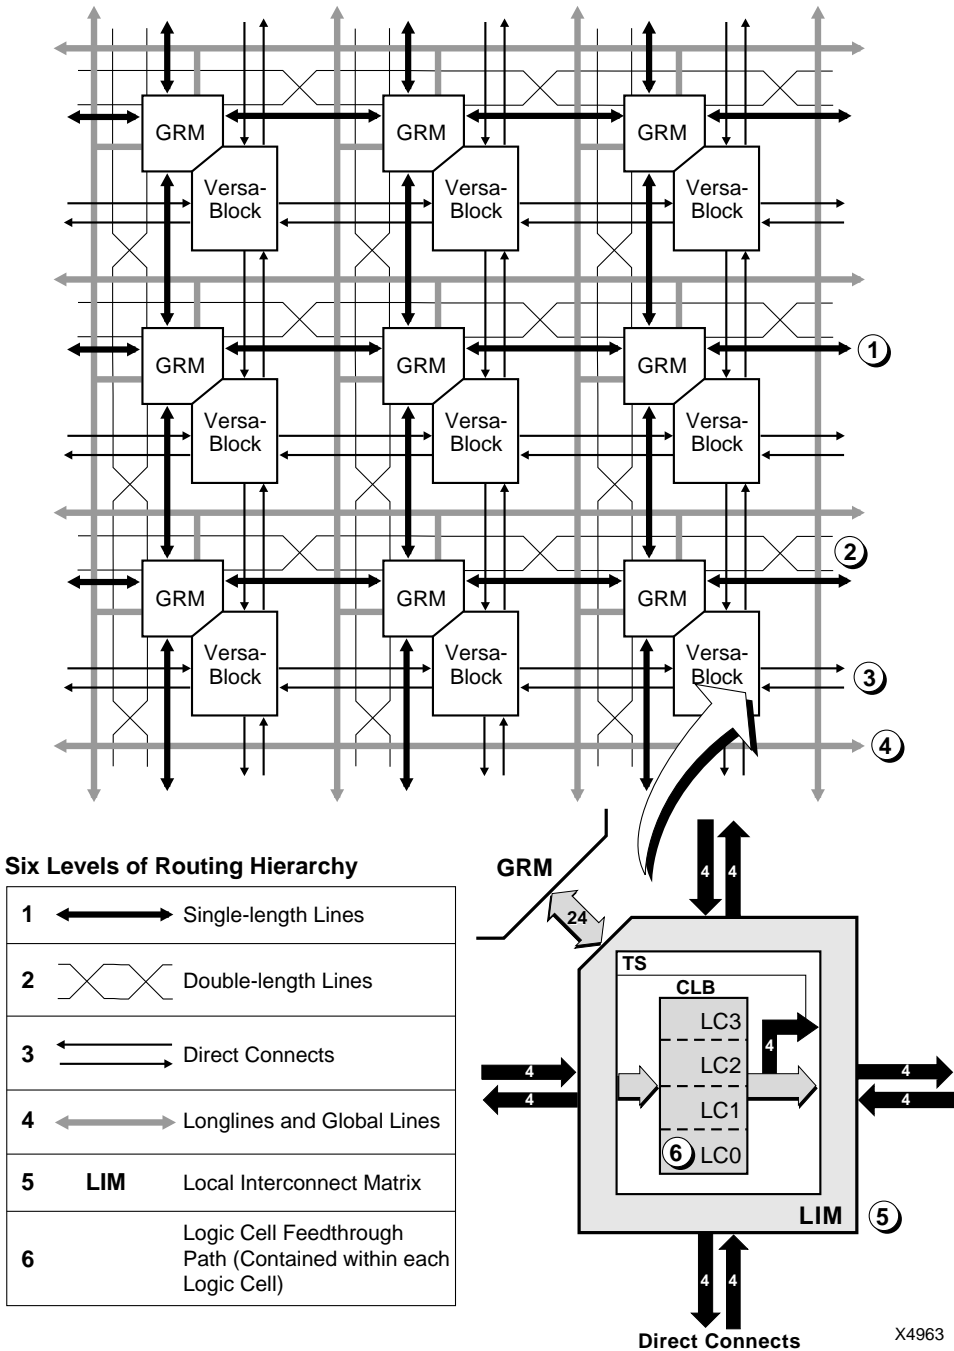 GRM GRM GRM
Versa- Versa- Versa-
Block Block Block
GRM GRM GRM
1
Versa- Versa- Versa-
Block Block Block
2
GRM GRM GRM
Versa- Versa- Versa-
Block Block Block
3
4
Six Levels of Routing Hierarchy
1 Single-length Lines
2 Double-length Lines
3 Direct Connects
4 Longlines and Global Lines
5 LIM Local Interconnect Matrix
6 Logic Cell Feedthrough
Path (Contained within each
Logic Cell)
GRM
24
4 4
TS
CLB
LC3
4
LC2
LC1
6 LC0
4 4
4 4
LIM
5
4 4
Direct Connects
X4963